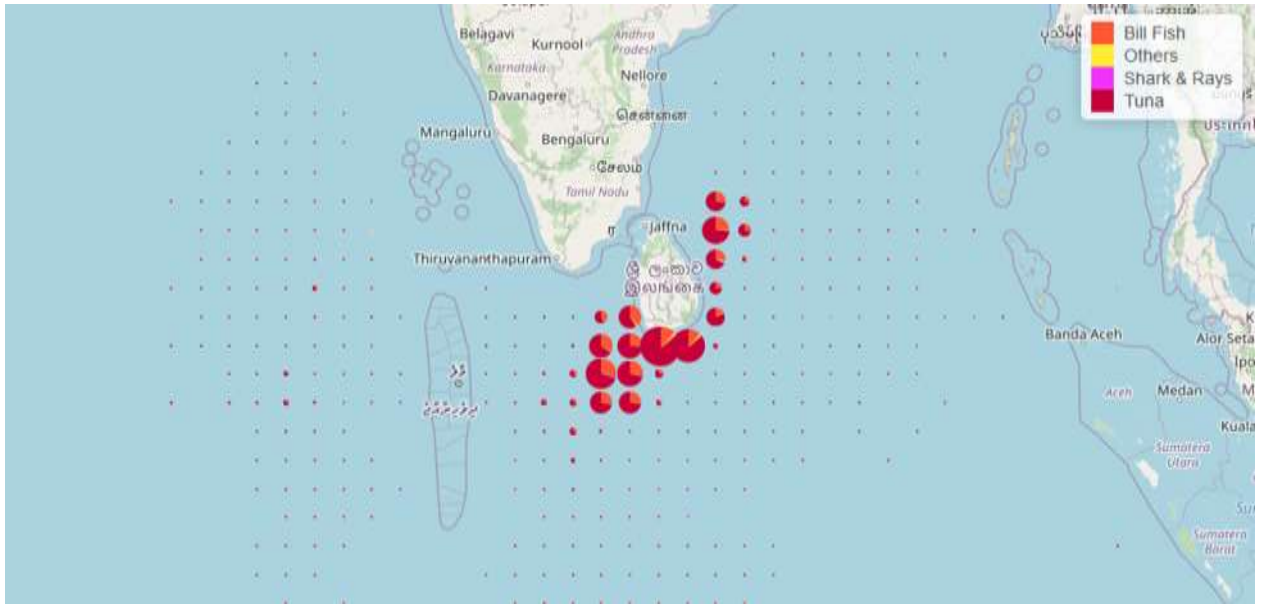 Belagavi
Kurnool
Andhra
Pradesh
Karnataka
Nellore
Davanagere
சென்னை
Mangaluru
Bengaluru
சேலம்
Tamil Nadu
Jaffna
Thiruvananthapuram
ශ්‍රී ලංකාව
இலங்கை
Banda Aceh
Alor Seta
Ipo
Aceh
Medan
Kuala
Sumatera
Utara
Sumatera
Barat
Bill Fish
Others
Shark & Rays
Tuna